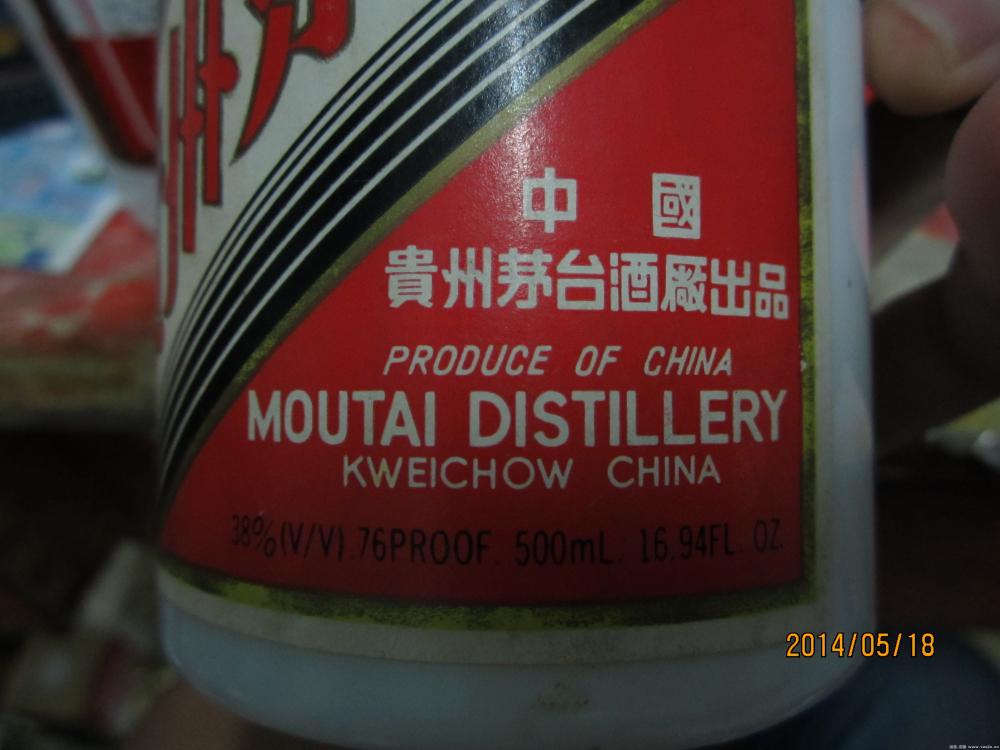 中 國
貴州茅台酒厰出品
PRODUCE OF CHINA
MOUTAI DISTILLERY
KWEICHOW CHINA
38%(V/V).76PROOF. 500mL. 16.94FL. OZ.
2014/05/18